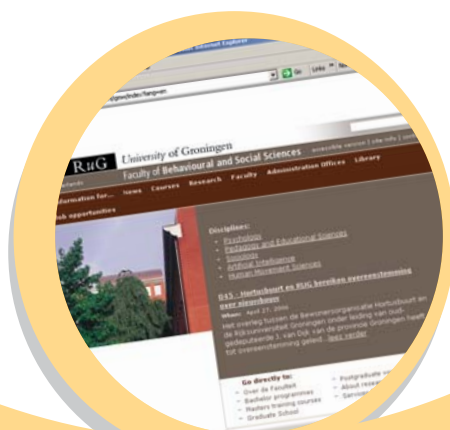 Internet Explorer
Go Links
RuG University of Groningen
Faculty of Behavioural and Social Sciences
accessible version | site info |
Information for... News Courses Research Faculty Administration Offices Library
Job opportunities
Disciplines:
Psychology
Pedagogy and Educational Sciences
Sociology
Artificial Intelligence
Human Movement Sciences
Hortusbuurt en RUG bereiken overeenstemming
over nieuwbouw
When: April 27, 2006
Het overleg tussen de Bewonersorganisatie Hortusbuurt en
de Rijksuniversiteit Groningen onder leiding van oud-
gedeputeerde J. van Dijk van de provincie Groningen heeft
tot overeenstemming geleid. lees verder
Go directly to:
- Over de Faculteit
- Bachelor programmes
- Masters training courses
- Graduate School
- Postgraduate
- About